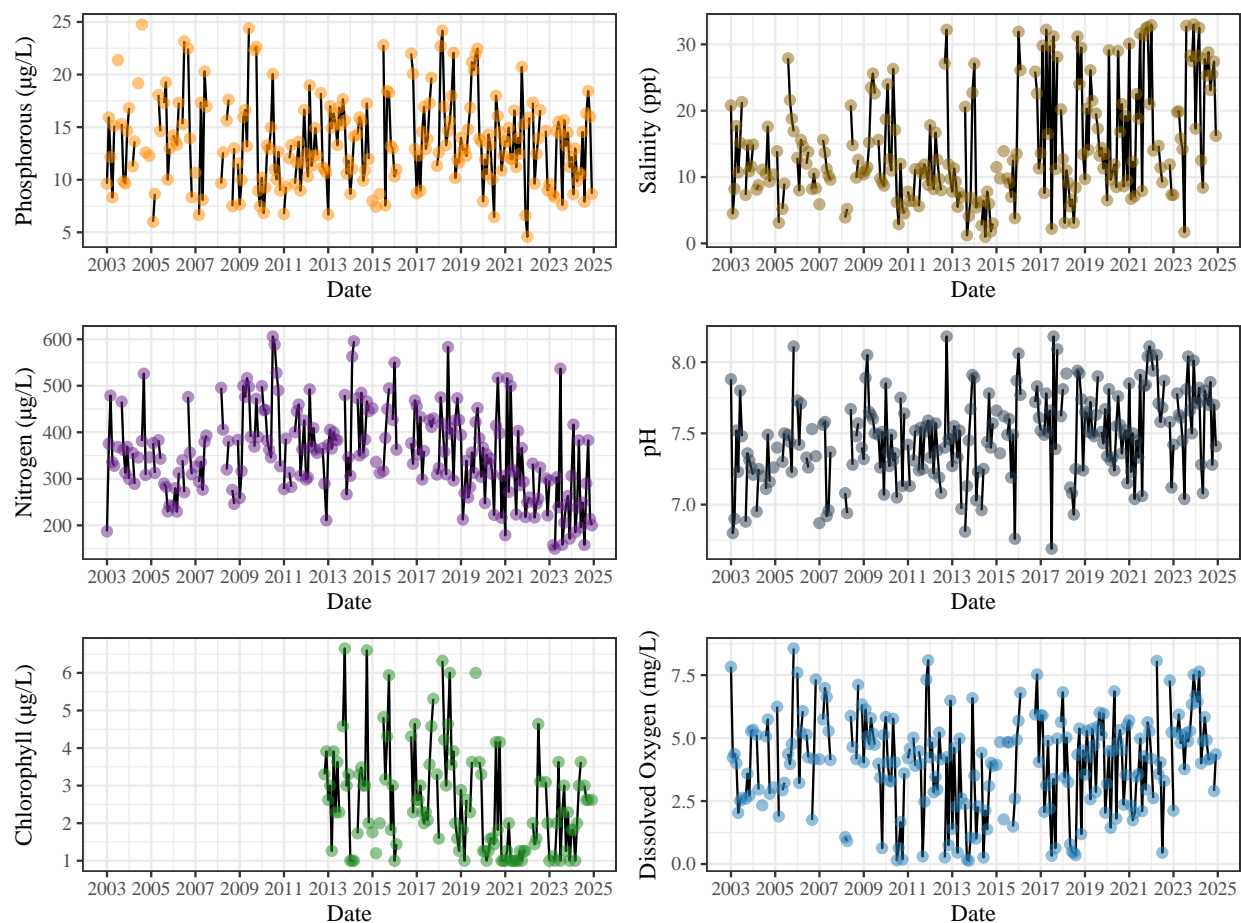 Phosphorous (µg/L)
25
20
15
10
5
2003 2005 2007 2009 2011 2013 2015 2017 2019 2021 2023 2025
Date
Salinity (ppt)
30
20
10
0
2003 2005 2007 2009 2011 2013 2015 2017 2019 2021 2023 2025
Date
Nitrogen (µg/L)
600
500
400
300
200
2003 2005 2007 2009 2011 2013 2015 2017 2019 2021 2023 2025
Date
pH
8.0
7.5
7.0
2003 2005 2007 2009 2011 2013 2015 2017 2019 2021 2023 2025
Date
Chlorophyll (µg/L)
6
5
4
3
2
1
2003 2005 2007 2009 2011 2013 2015 2017 2019 2021 2023 2025
Date
Dissolved Oxygen (mg/L)
7.5
5.0
2.5
0.0
2003 2005 2007 2009 2011 2013 2015 2017 2019 2021 2023 2025
Date